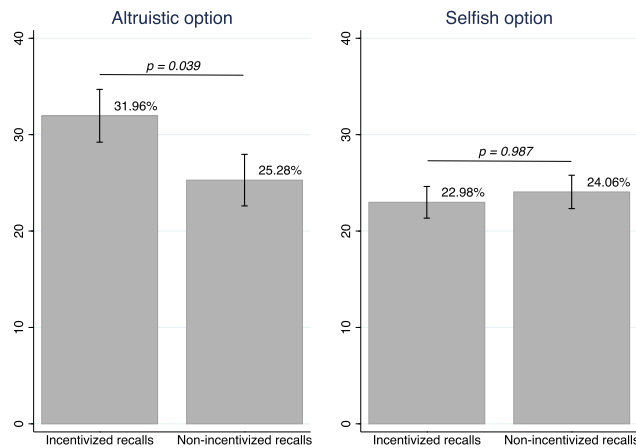 Altruistic option
40
30
20
10
0
p = 0.039
31.96%
25.28%
Incentivized recalls
Non-incentivized recalls
Selfish option
40
30
20
10
0
p = 0.987
22.98%
24.06%
Incentivized recalls
Non-incentivized recalls